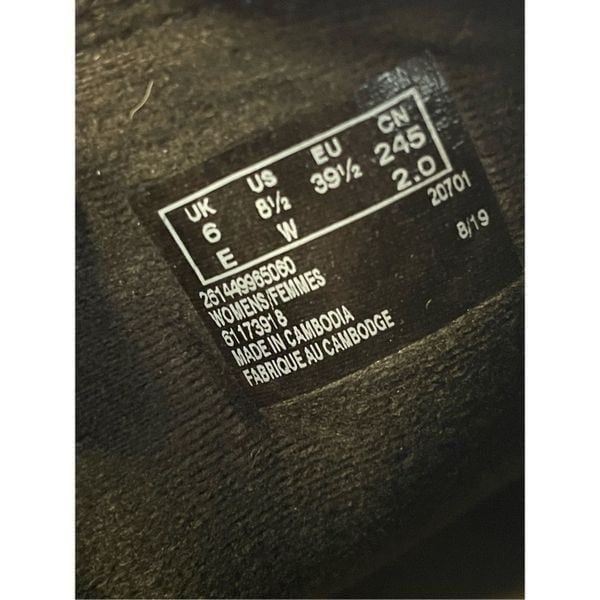 UK US EU CN
6 8½ 39½ 245
E W 2.0
261449965060 20701
WOMENS/FEMMES 8/19
61173918
MADE IN CAMBODIA
FABRIQUE AU CAMBODGE